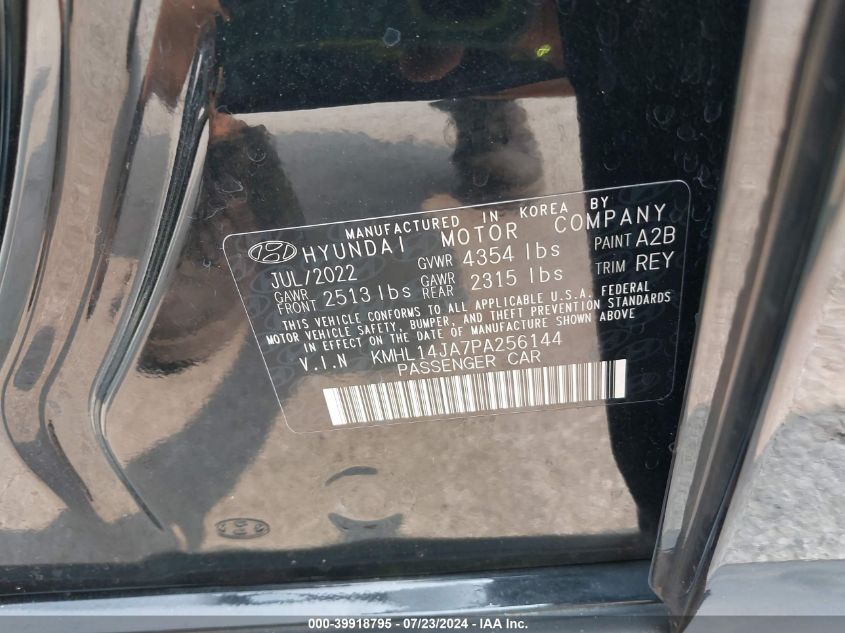 MANUFACTURED IN KOREA BY
HYUNDAI MOTOR COMPANY
JUL/2022 GVWR 4354 lbs PAINT A2B
GAWR FRONT 2513 lbs GAWR REAR 2315 lbs TRIM REY
THIS VEHICLE CONFORMS TO ALL APPLICABLE U.S.A. FEDERAL
MOTOR VEHICLE SAFETY, BUMPER, AND THEFT PREVENTION STANDARDS
IN EFFECT ON THE DATE OF MANUFACTURE SHOWN ABOVE
V.I.N KMHL14JA7PA256144
PASSENGER CAR
000-39918795 - 07/23/2024 - IAA Inc.